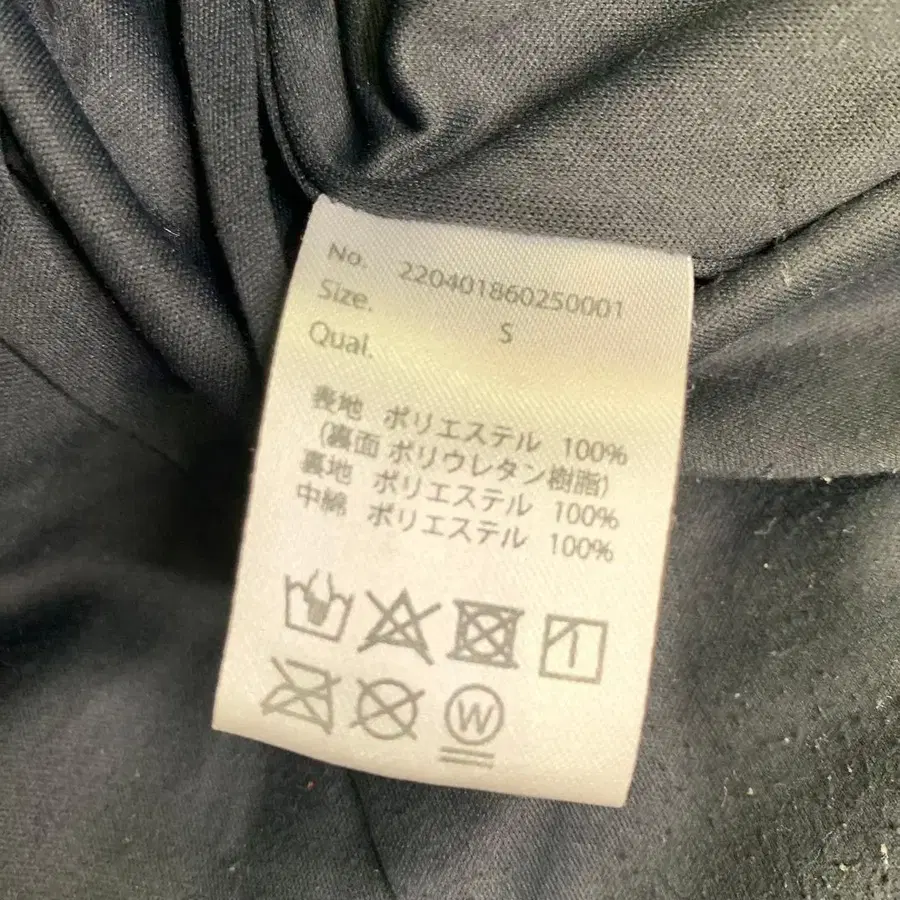 No. 220401860250001
Size. S
Qual.
表地 ポリエステル 100%
(裏面 ポリウレタン樹脂)
裏地 ポリエステル 100%
中綿 ポリエステル 100%
W